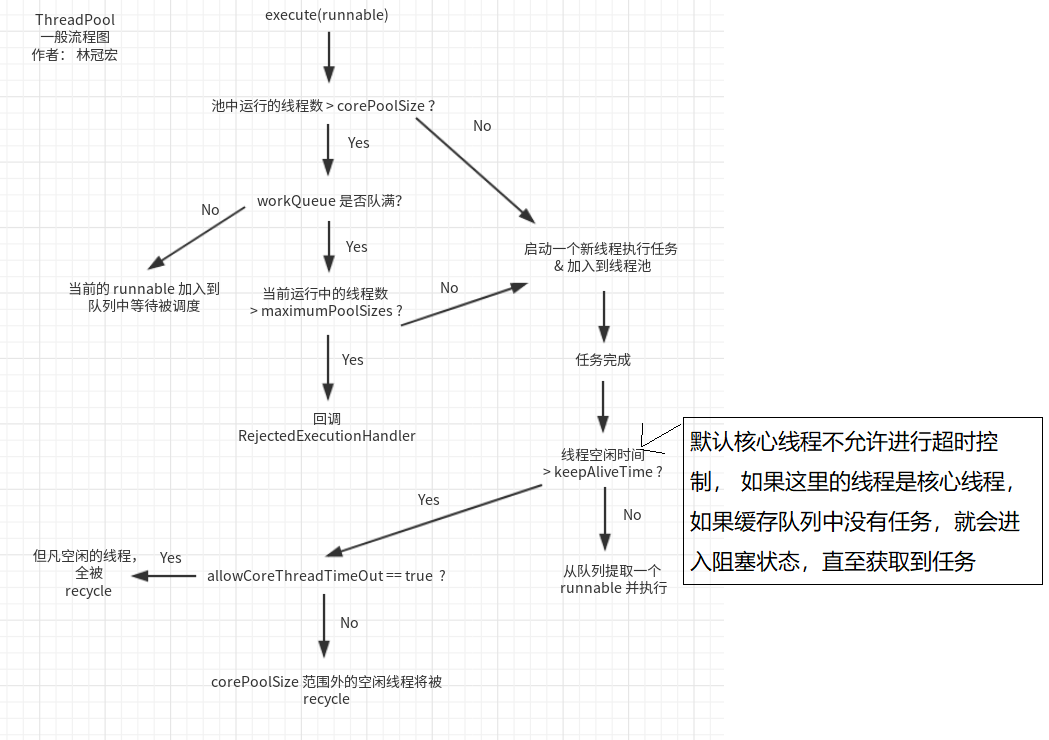 ThreadPool
一般流程图
作者： 林冠宏
execute(runnable)
池中运行的线程数 > corePoolSize ?
No
Yes
workQueue 是否队满?
No
Yes
启动一个新线程执行任务
& 加入到线程池
当前的 runnable 加入到
队列中等待被调度
当前运行中的线程数
> maximumPoolSizes ?
No
Yes
任务完成
回调
RejectedExecutionHandler
线程空闲时间
> keepAliveTime ?
默认核心线程不允许进行超时控
制， 如果这里的线程是核心线程，
如果缓存队列中没有任务，就会进
入阻塞状态，直至获取到任务
Yes
No
但凡空闲的线程，
全被
recycle
Yes
allowCoreThreadTimeOut == true ?
从队列提取一个
runnable 并执行
No
corePoolSize 范围外的空闲线程将被
recycle